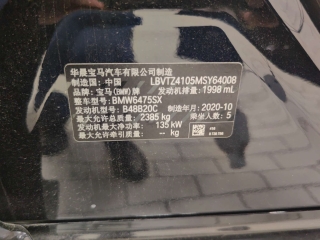 华晨宝马汽车有限公司制造
制造国: 中国 LBVTZ4105MSY64008
品牌: 宝马(BMW)牌 发动机排量: 1998 mL
整车型号: BMW6475SX
发动机型号: B48B20C 制造年月: 2020-10
最大允许总质量: 2385 kg 乘坐人数: 5
发动机最大净功率: 135 kW
最大允许牵引质量: -- kg